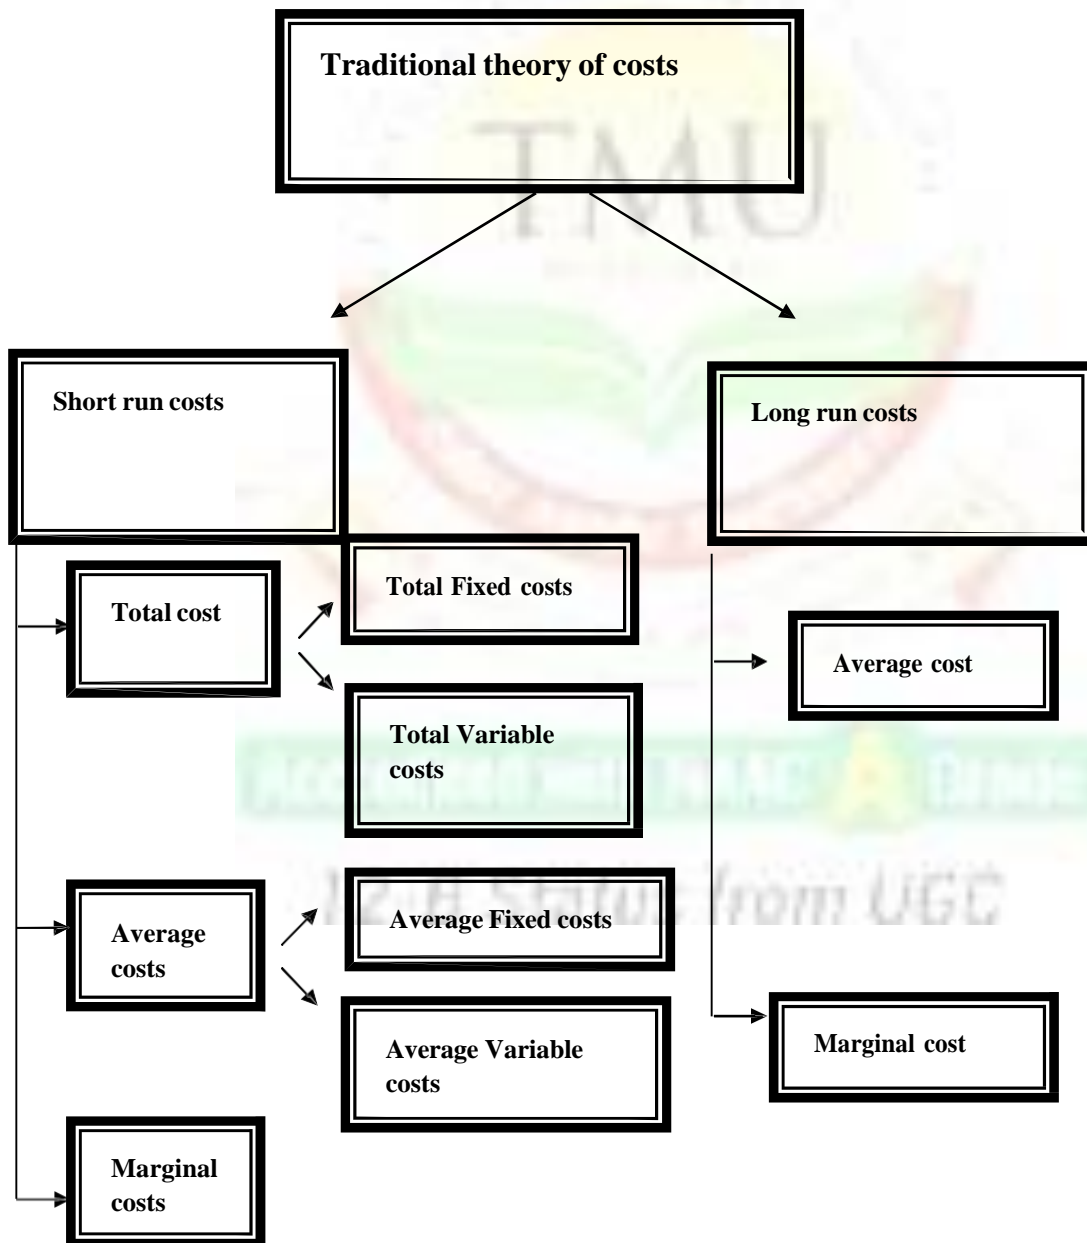 Traditional theory of costs
TMU
Short run costs
Long run costs
Total cost
Total Fixed costs
Average cost
Total Variable
costs
12-B Status from UGC
Average
costs
Average Fixed costs
Average Variable
costs
Marginal cost
Marginal
costs